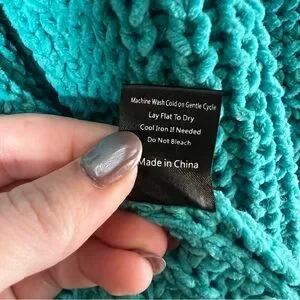 Machine Wash Cold on Gentle Cycle
Lay Flat To Dry
Cool Iron If Needed
Do Not Bleach
Made in China